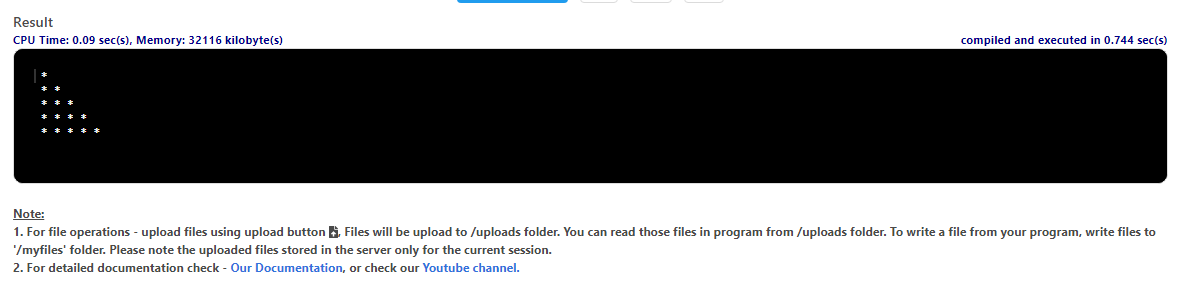 Result
CPU Time: 0.09 sec(s), Memory: 32116 kilobyte(s)
compiled and executed in 0.744 sec(s)
*
* *
* * *
* * * *
* * * * *
Note:
1. For file operations - upload files using upload button , Files will be upload to /uploads folder. You can read those files in program from /uploads folder. To write a file from your program, write files to
'/myfiles' folder. Please note the uploaded files stored in the server only for the current session.
2. For detailed documentation check - Our Documentation, or check our Youtube channel.